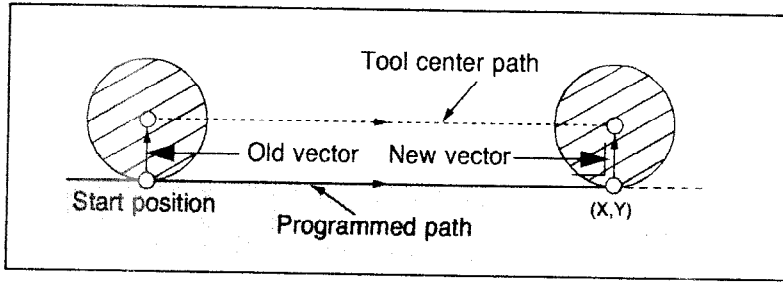 Tool center path
Old vector
New vector
Start position
Programmed path
(X,Y)